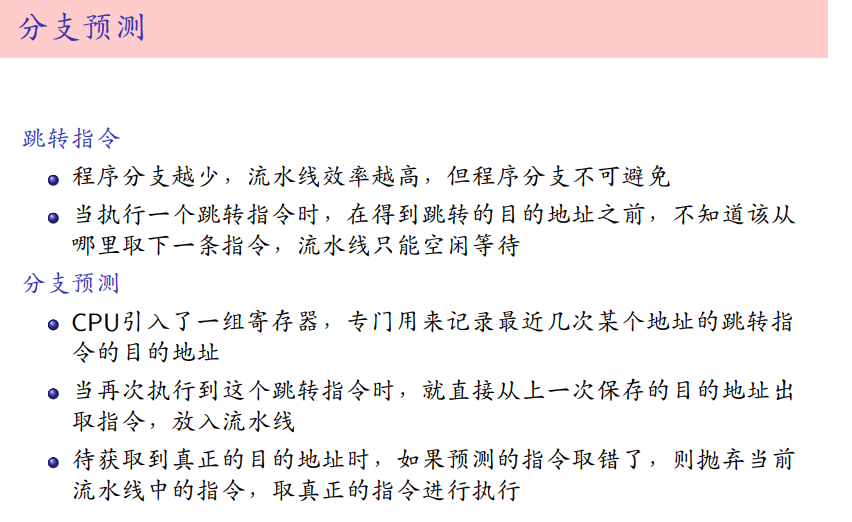 分支预测
跳转指令
程序分支越少，流水线效率越高，但程序分支不可避免
当执行一个跳转指令时，在得到跳转的目的地址之前，不知道该从
哪里取下一条指令，流水线只能空闲等待
分支预测
CPU引入了一组寄存器，专门用来记录最近几次某个地址的跳转指
令的目的地址
当再次执行到这个跳转指令时，就直接从上一次保存的目的地址出
取指令，放入流水线
待获取到真正的目的地址时，如果预测的指令取错了，则抛弃当前
流水线中的指令，取真正的指令进行执行